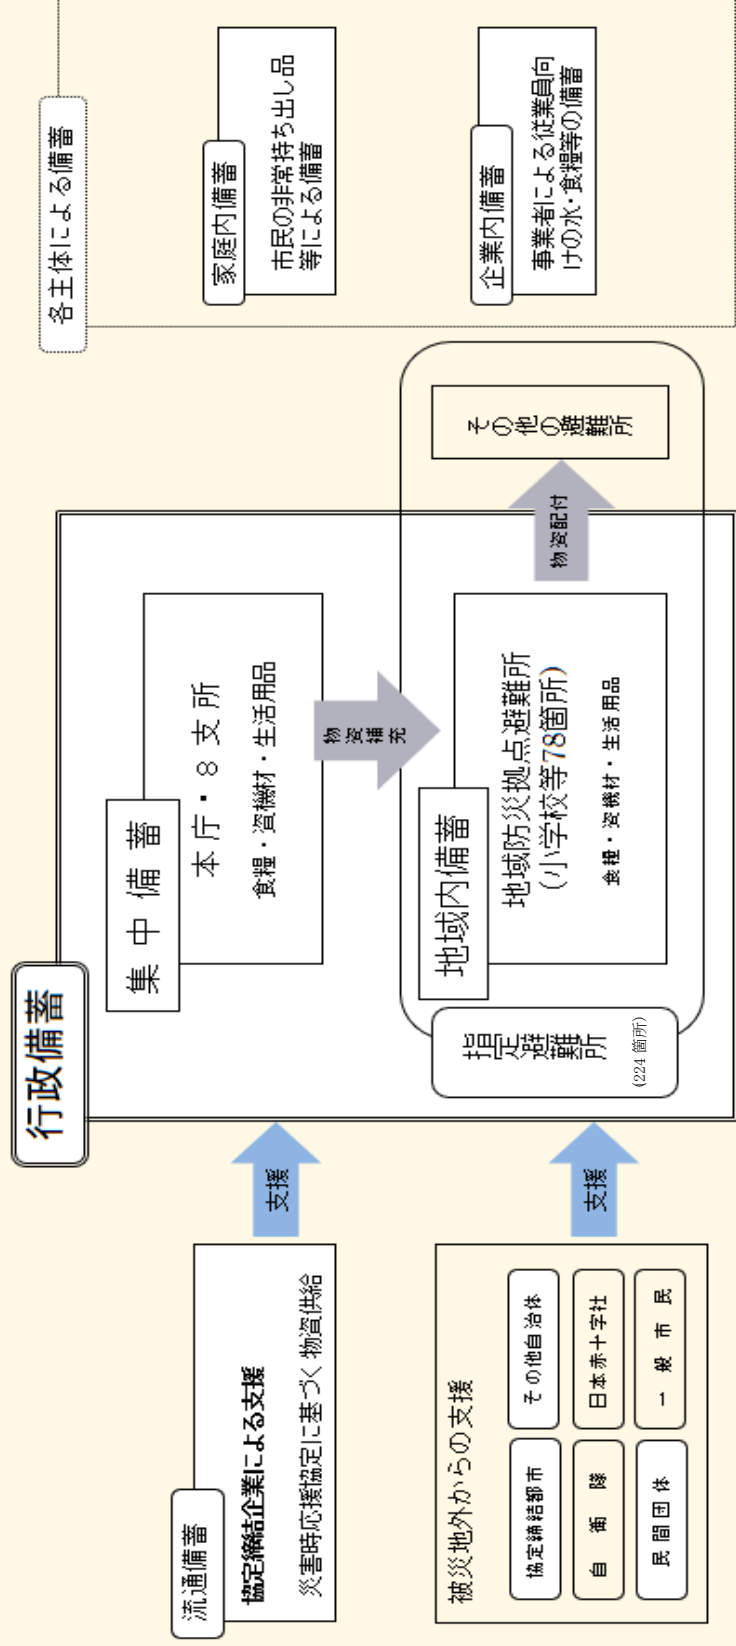 流通備蓄
協定締結企業による支援
災害時応援協定に基づく物資供給
支援
被災地外からの支援
協定締結都市
その他自治体
自衛隊
日本赤十字社
民間団体
一般市民
支援
行政備蓄
集中備蓄
本庁・８支所
食糧・資機材・生活用品
物資
補充
指定
避難所
(224 箇所)
地域内備蓄
地域防災拠点避難所
(小学校等78箇所)
食糧・資機材・生活用品
物資配付
その他の避難所
各主体による備蓄
家庭内備蓄
市民の非常持ち出し品
等による備蓄
企業内備蓄
事業者による従業員向
けの水・食糧等の備蓄